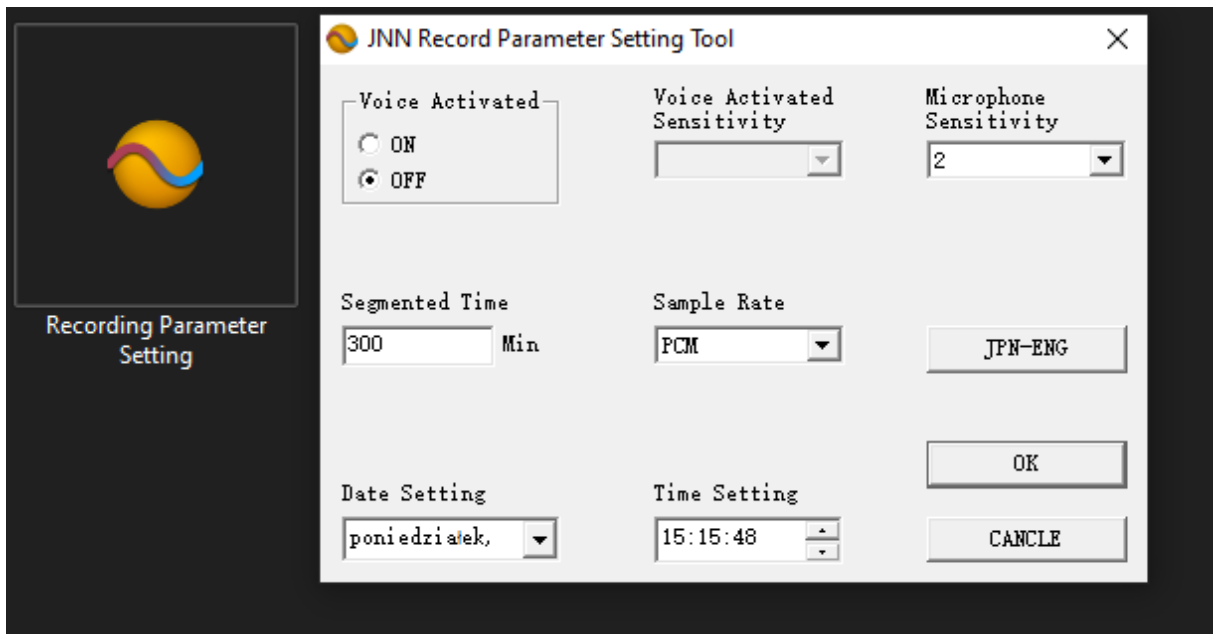 JNN Record Parameter Setting Tool
Voice Activated
ON
OFF
Voice Activated
Sensitivity
Microphone
Sensitivity
2
Recording Parameter
Setting
Segmented Time
300 Min
Sample Rate
PCM
JPN-ENG
OK
Date Setting
poniedziałek,
Time Setting
15:15:48
CANCLE